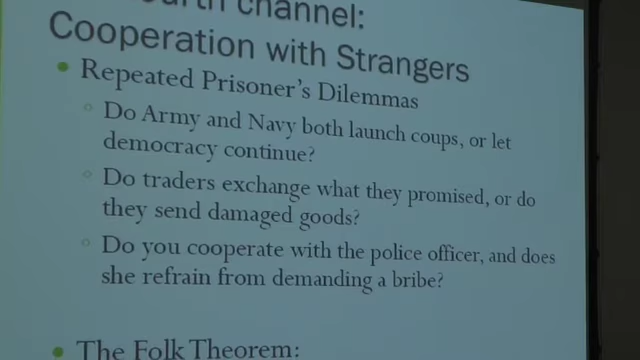 channel:
Cooperation with Strangers
• Repeated Prisoner's Dilemmas
○ Do Army and Navy both launch coups, or let
democracy continue?
○ Do traders exchange what they promised, or do
they send damaged goods?
○ Do you cooperate with the police officer, and does
she refrain from demanding a bribe?
• The Folk Theorem: